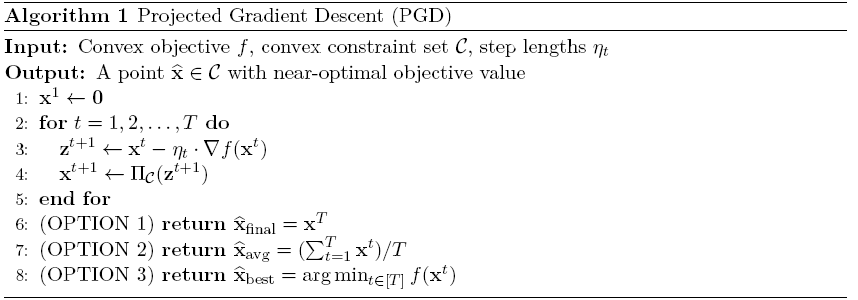 Algorithm 1 Projected Gradient Descent (PGD)
Input: Convex objective f, convex constraint set 𝒞, step lengths η_t
Output: A point x̂ ∈ 𝒞 with near-optimal objective value
1: x^1 ← 0
2: for t = 1, 2, . . . , T do
3: z^{t+1} ← x^t − η_t · ∇f(x^t)
4: x^{t+1} ← Π_𝒞(z^{t+1})
5: end for
6: (OPTION 1) return x̂_final = x^T
7: (OPTION 2) return x̂_avg = (∑_{t=1}^T x^t)/T
8: (OPTION 3) return x̂_best = arg min_{t∈[T]} f(x^t)